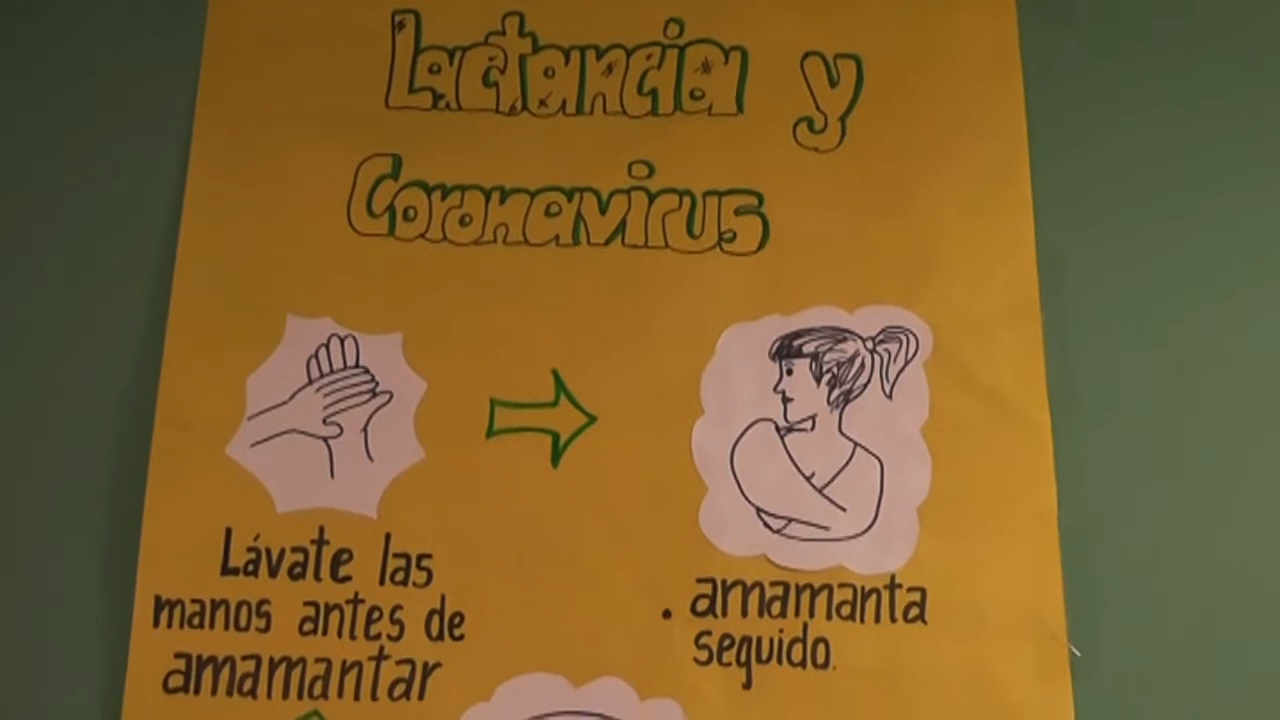 Lactancia y
Coronavirus
Lávate las
manos antes de
amamantar
. amamanta
seguido.